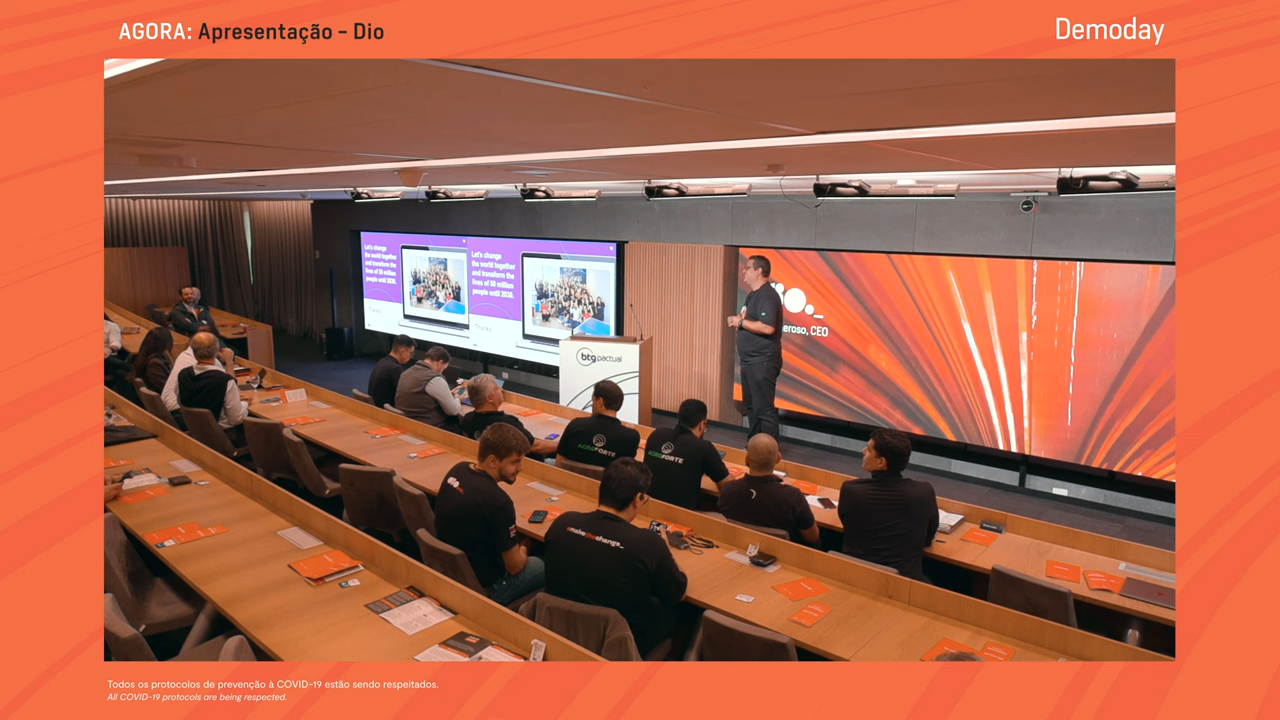 AGORA: Apresentação - Dio
Demoday
Let's change
the world together
and transform the
lives of 50 million
people until 2030.
Thanks!
Let's change
the world together
and transform the
lives of 50 million
people until 2030.
Thanks!
eroso, CEO
btg pactual
AGROFORTE
AGROFORTE
#makethechange_
Todos os protocolos de prevenção à COVID-19 estão sendo respeitados.
All COVID-19 protocols are being respected.